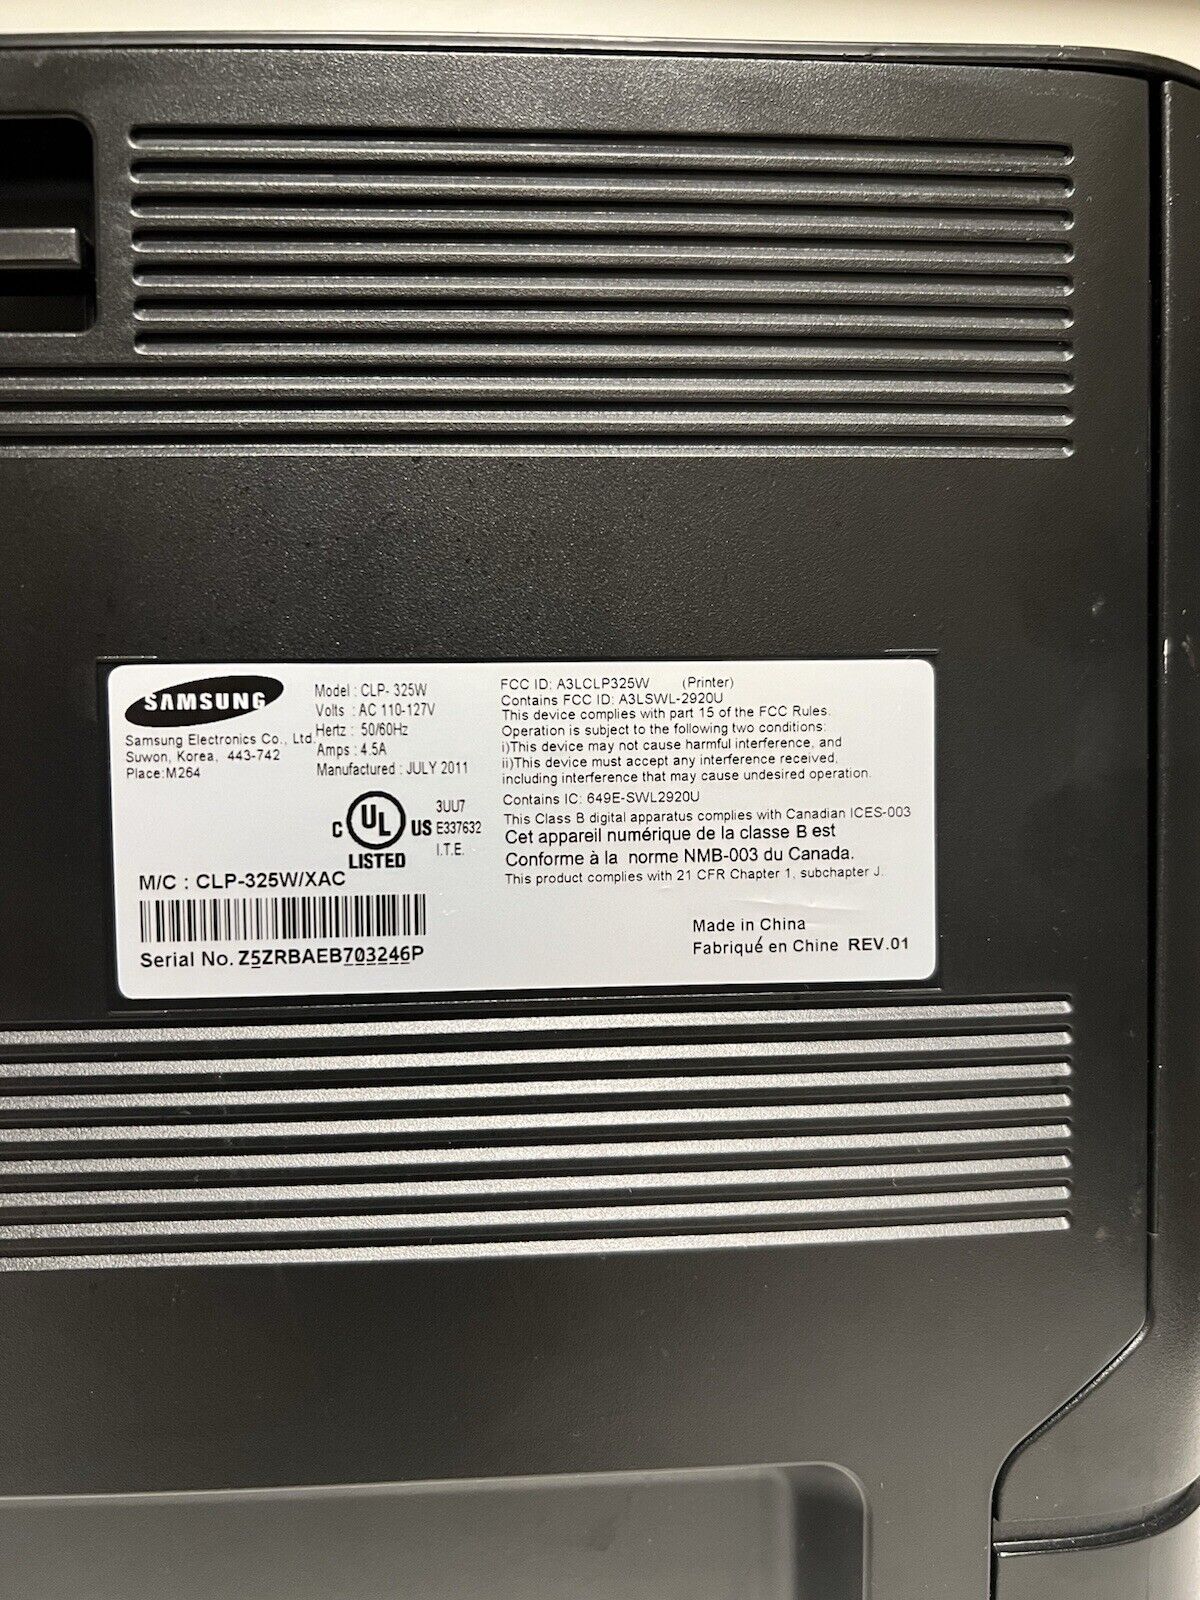 SAMSUNG
Samsung Electronics Co., Ltd.
Suwon, Korea, 443-742
Place:M264
Model : CLP- 325W
Volts : AC 110-127V
Hertz : 50/60Hz
Amps : 4.5A
Manufactured : JULY 2011
C UL US
LISTED
3UU7
E337632
I.T.E.
M/C : CLP-325W/XAC
Serial No. Z5ZRBAEB703246P
FCC ID: A3LCLP325W (Printer)
Contains FCC ID: A3LSWL-2920U
This device complies with part 15 of the FCC Rules.
Operation is subject to the following two conditions:
i)This device may not cause harmful interference, and
ii)This device must accept any interference received,
including interference that may cause undesired operation.
Contains IC: 649E-SWL2920U
This Class B digital apparatus complies with Canadian ICES-003
Cet appareil numérique de la classe B est
Conforme à la norme NMB-003 du Canada.
This product complies with 21 CFR Chapter 1, subchapter J.
Made in China
Fabriqué en Chine REV.01